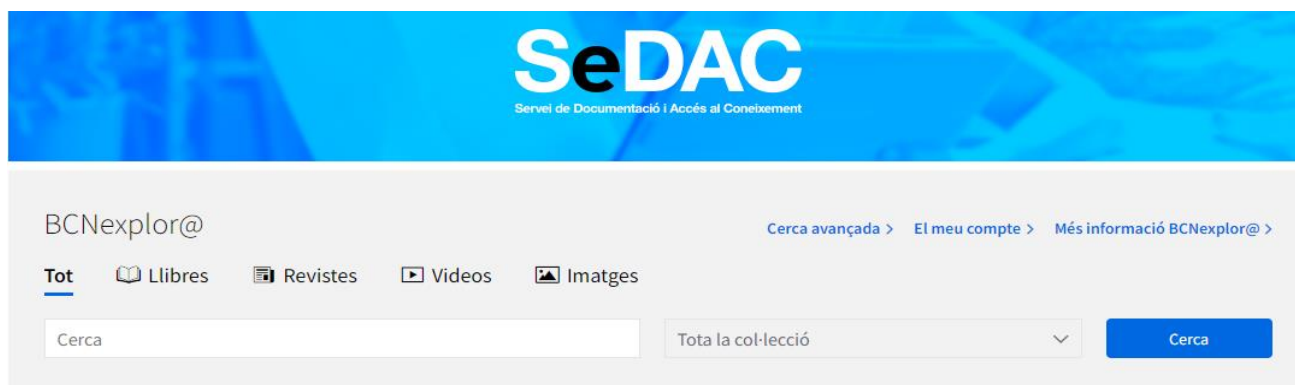 SeDAC
Servei de Documentació i Accés al Coneixement
BCNexplor@
Cerca avançada > El meu compte > Més informació BCNexplor@ >
Tot Llibres Revistes Videos Imatges
Cerca Tota la col·lecció Cerca